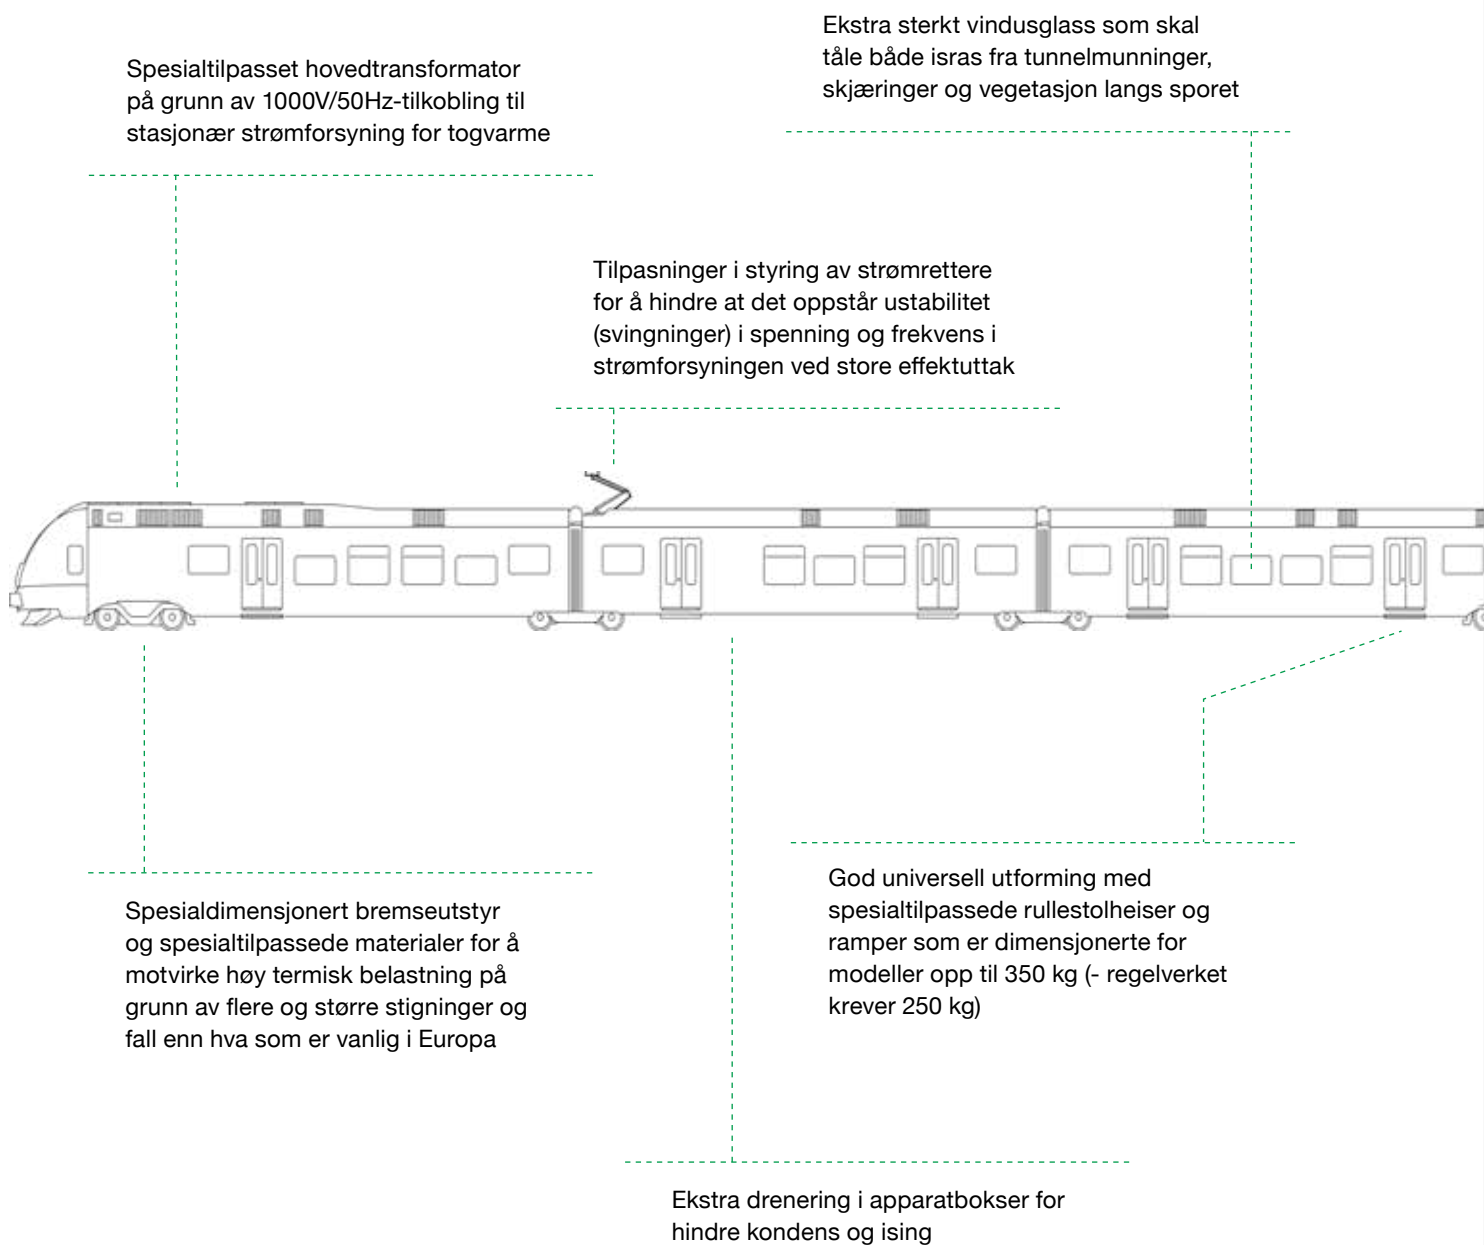 Ekstra sterkt vindusglass som skal
tåle både isras fra tunnelmunninger,
skjæringer og vegetasjon langs sporet
Spesialtilpasset hovedtransformator
på grunn av 1000V/50Hz-tilkobling til
stasjonær strømforsyning for togvarme
Tilpasninger i styring av strømrettere
for å hindre at det oppstår ustabilitet
(svingninger) i spenning og frekvens i
strømforsyningen ved store effektuttak
Spesialdimensjonert bremseutstyr
og spesialtilpassede materialer for å
motvirke høy termisk belastning på
grunn av flere og større stigninger og
fall enn hva som er vanlig i Europa
God universell utforming med
spesialtilpassede rullestolheiser og
ramper som er dimensjonerte for
modeller opp til 350 kg (- regelverket
krever 250 kg)
Ekstra drenering i apparatbokser for
hindre kondens og ising